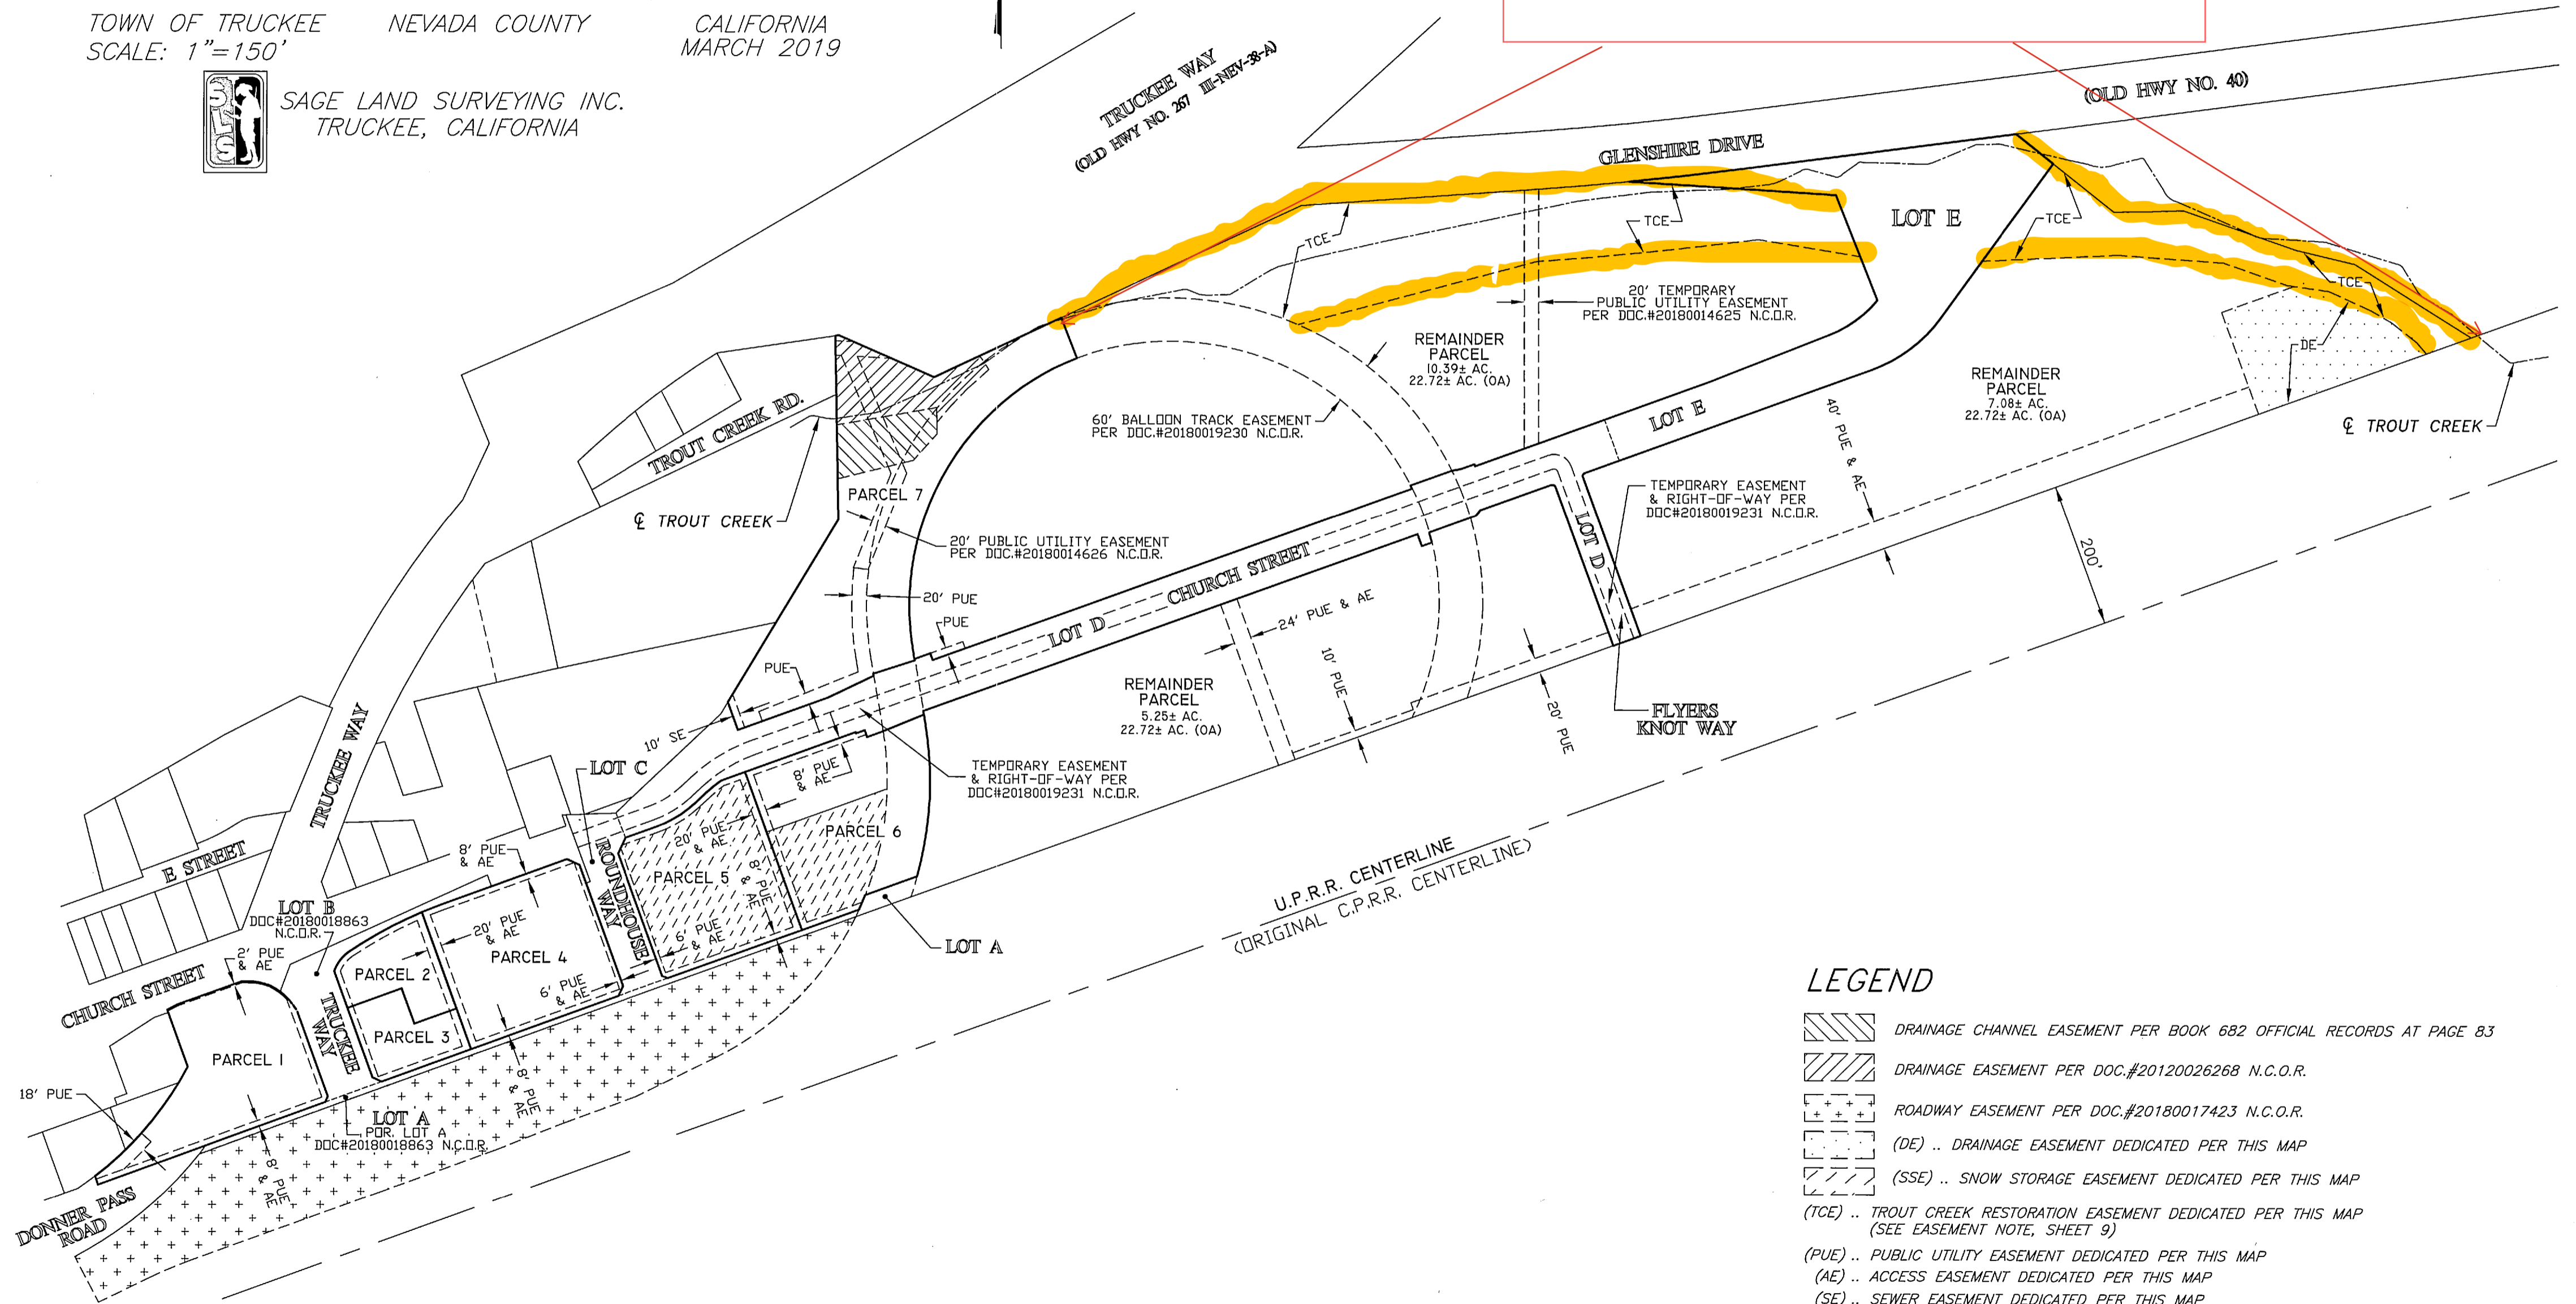 TOWN OF TRUCKEE NEVADA COUNTY CALIFORNIA
SCALE: 1"=150' MARCH 2019
SLS
SAGE LAND SURVEYING INC.
TRUCKEE, CALIFORNIA
TRUCKEE WAY
(OLD HWY NO. 267 III-NEV-38-A)
(OLD HWY NO. 40)
GLENSHIRE DRIVE
TCE
TCE
TCE
TCE
TCE
LOT E
20' TEMPORARY
PUBLIC UTILITY EASEMENT
PER DOC.#20180014625 N.C.O.R.
REMAINDER
PARCEL
10.39± AC.
22.72± AC. (OA)
DE
REMAINDER
PARCEL
7.08± AC.
22.72± AC. (OA)
℄ TROUT CREEK
60' BALLOON TRACK EASEMENT
PER DOC.#20180019230 N.C.O.R.
LOT E
40' PUE & AE
TROUT CREEK RD.
℄ TROUT CREEK
PARCEL 7
TEMPORARY EASEMENT
& RIGHT-OF-WAY PER
DOC#20180019231 N.C.O.R.
LOT D
200'
20' PUBLIC UTILITY EASEMENT
PER DOC.#20180014626 N.C.O.R.
20' PUE
PUE
CHURCH STREET
LOT D
24' PUE & AE
10' PUE
20' PUE
FLYERS
KNOT WAY
PUE
10' SE
REMAINDER
PARCEL
5.25± AC.
22.72± AC. (OA)
TRUCKEE WAY
LOT C
8' PUE
& AE
TEMPORARY EASEMENT
& RIGHT-OF-WAY PER
DOC#20180019231 N.C.O.R.
20' PUE
& AE
PARCEL 6
8' PUE
& AE
PARCEL 5
ROUNDHOUSE
WAY
6' PUE
& AE
E STREET
8' PUE
& AE
LOT B
DOC#20180018863
N.C.O.R.
20' PUE
& AE
PARCEL 4
6' PUE
& AE
LOT A
U.P.R.R. CENTERLINE
(ORIGINAL C.P.R.R. CENTERLINE)
2' PUE
& AE
CHURCH STREET
PARCEL 2
TRUCKEE
WAY
PARCEL 3
PARCEL 1
18' PUE
8' PUE
& AE
LOT A
POR. LOT A
DOC#20180018863 N.C.O.R.
8' PUE
& AE
DONNER PASS
ROAD
LEGEND
DRAINAGE CHANNEL EASEMENT PER BOOK 682 OFFICIAL RECORDS AT PAGE 83
DRAINAGE EASEMENT PER DOC.#20120026268 N.C.O.R.
ROADWAY EASEMENT PER DOC.#20180017423 N.C.O.R.
(DE) .. DRAINAGE EASEMENT DEDICATED PER THIS MAP
(SSE) .. SNOW STORAGE EASEMENT DEDICATED PER THIS MAP
(TCE) .. TROUT CREEK RESTORATION EASEMENT DEDICATED PER THIS MAP
(SEE EASEMENT NOTE, SHEET 9)
(PUE) .. PUBLIC UTILITY EASEMENT DEDICATED PER THIS MAP
(AE) .. ACCESS EASEMENT DEDICATED PER THIS MAP
(SE) .. SEWER EASEMENT DEDICATED PER THIS MAP